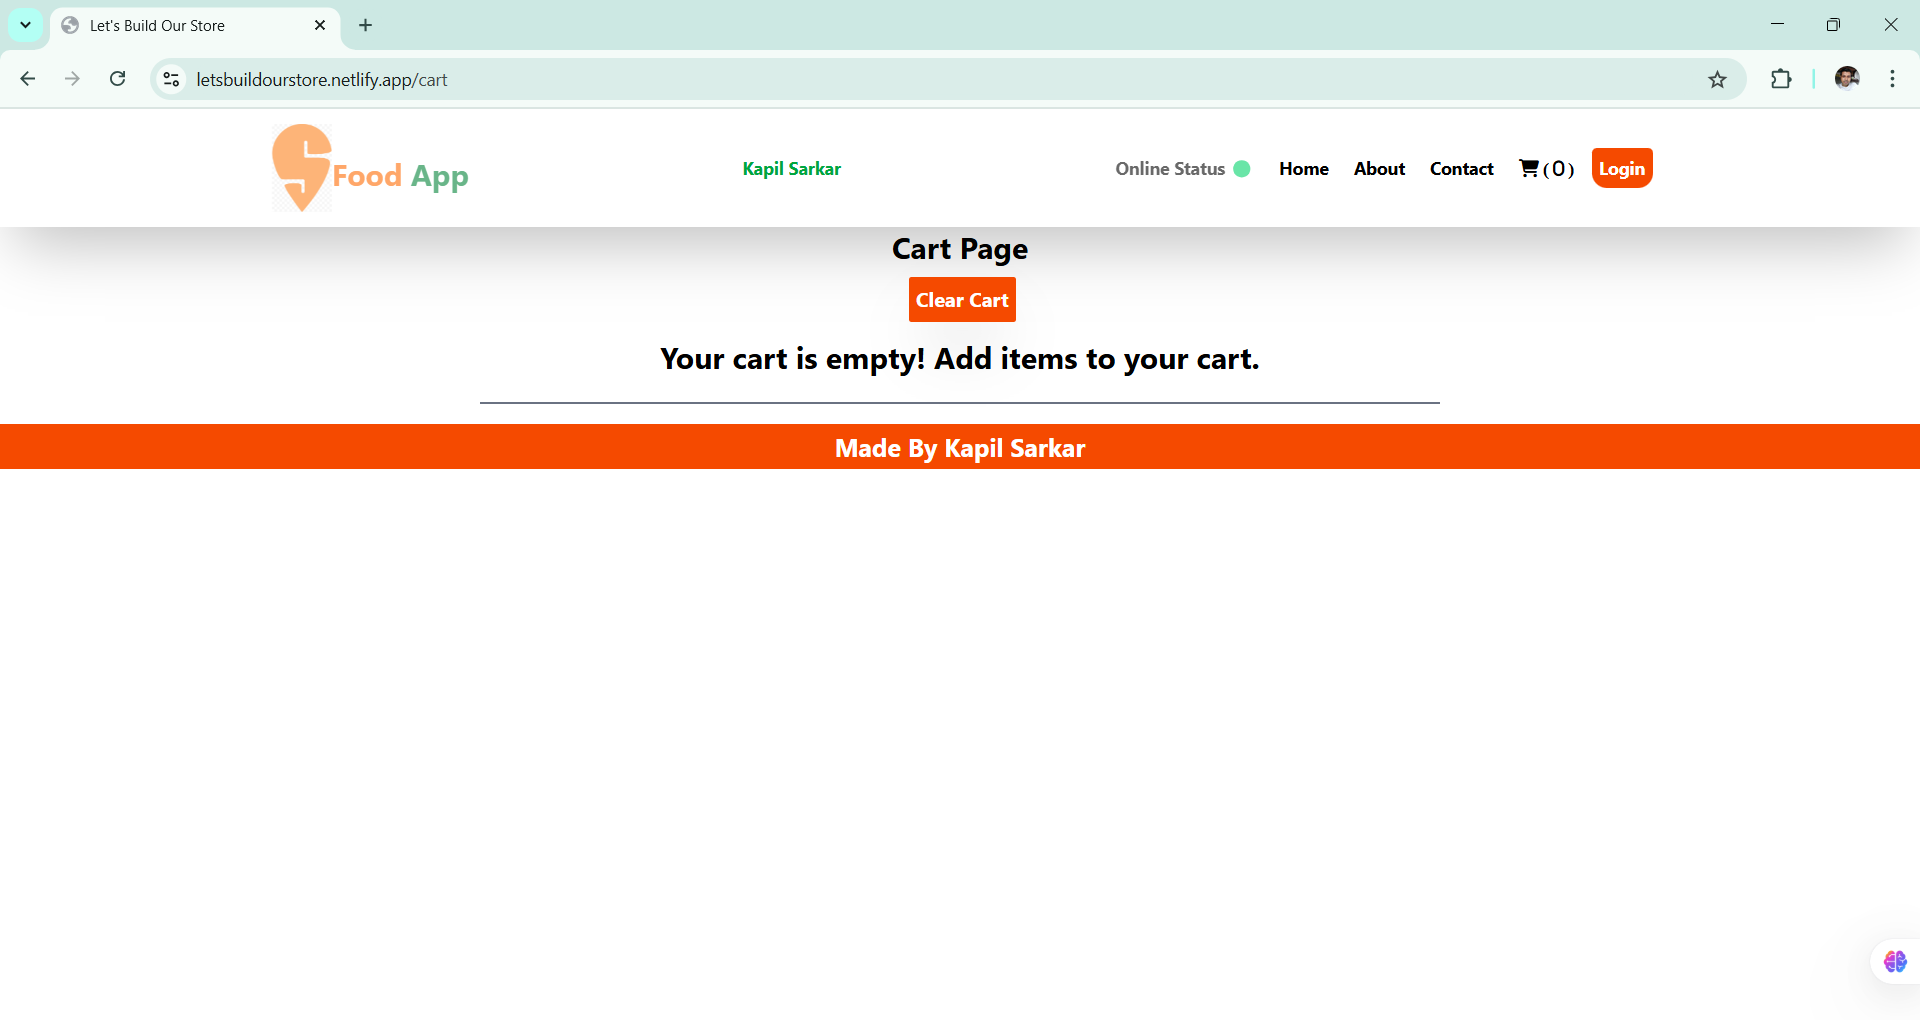 Let's Build Our Store
letsbuildourstore.netlify.app/cart
Food App
Kapil Sarkar
Online Status
Home
About
Contact
(0)
Login
Cart Page
Clear Cart
Your cart is empty! Add items to your cart.
Made By Kapil Sarkar